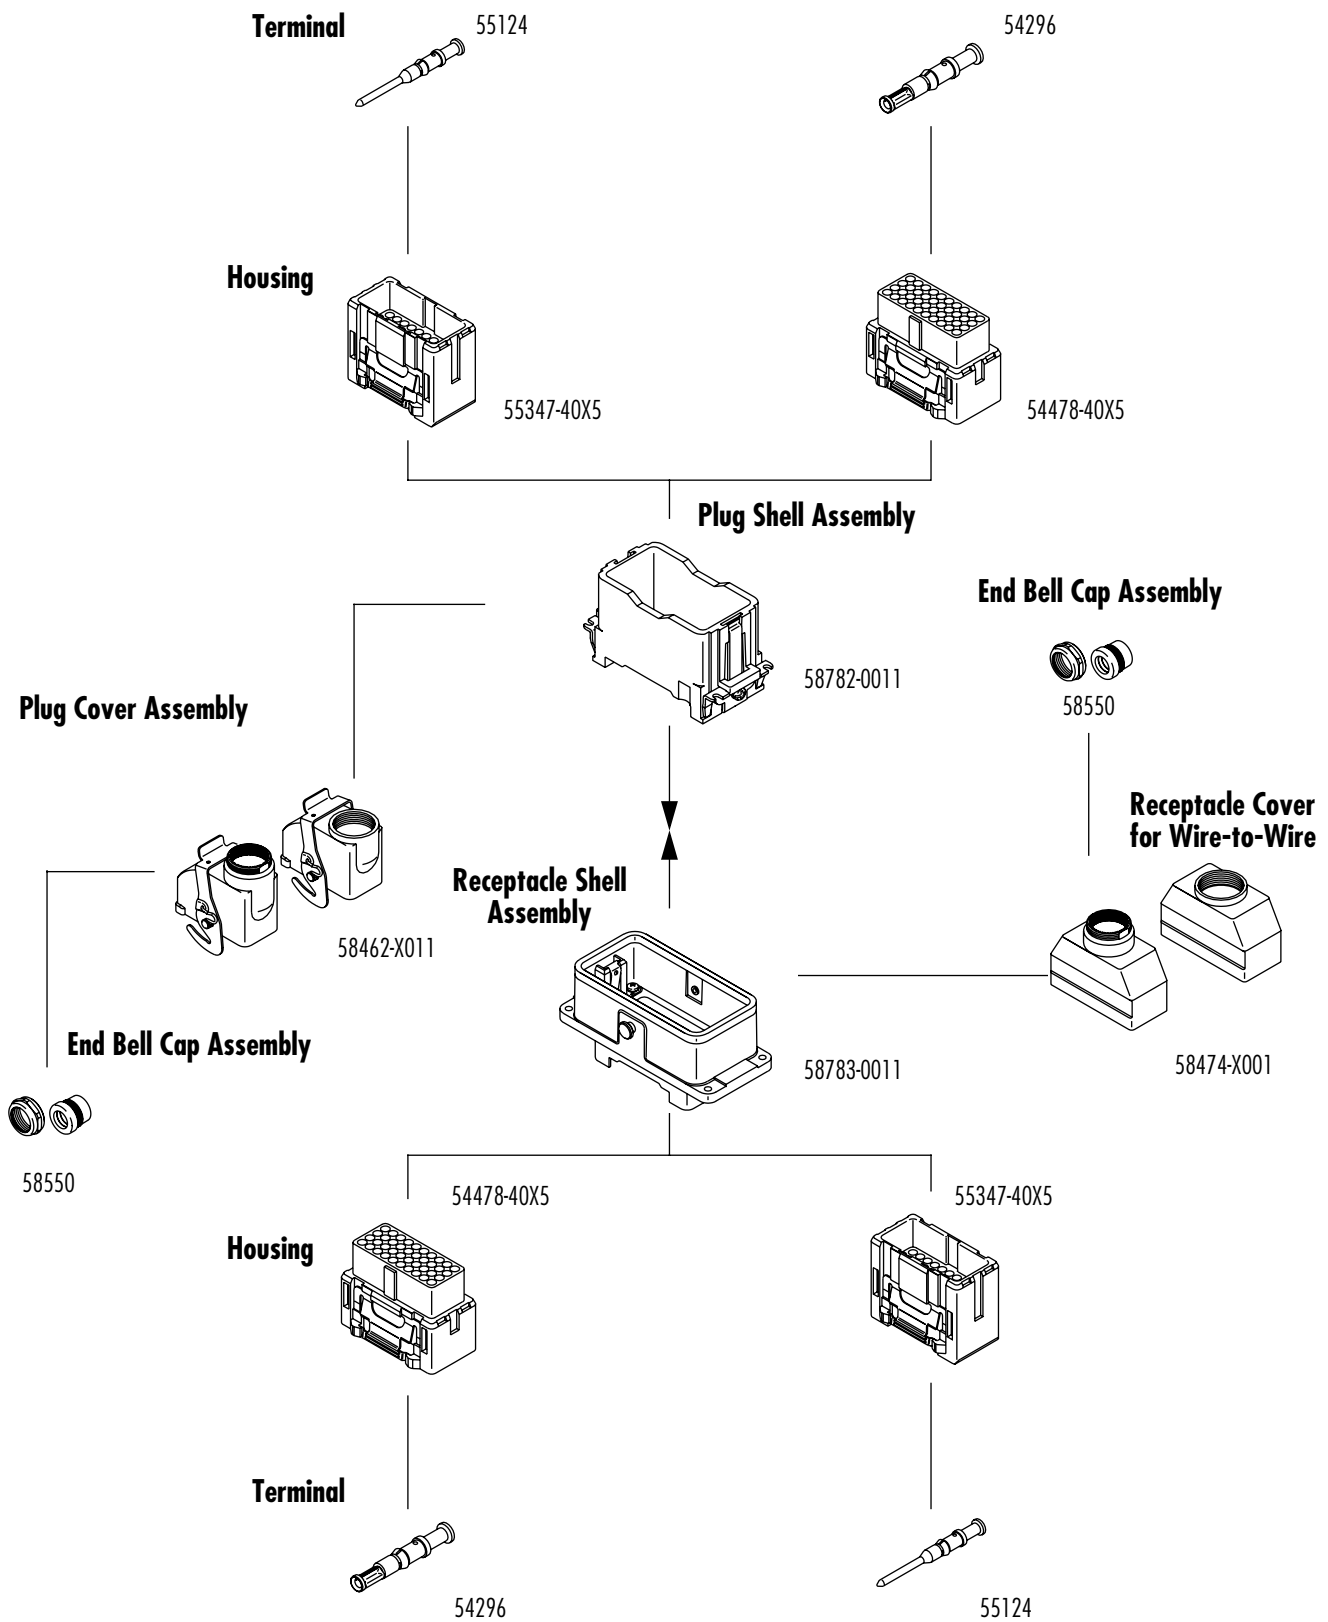 Terminal
55124
54296
Housing
55347-40X5
54478-40X5
Plug Shell Assembly
End Bell Cap Assembly
58782-0011
58550
Plug Cover Assembly
Receptacle Cover
for Wire-to-Wire
Receptacle Shell
Assembly
58462-X011
End Bell Cap Assembly
58783-0011
58474-X001
58550
54478-40X5
55347-40X5
Housing
Terminal
54296
55124